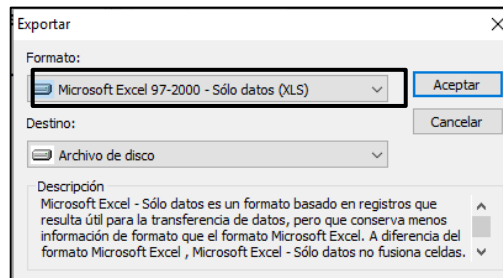 Exportar
Formato:
Microsoft Excel 97-2000 - Sólo datos (XLS)
Aceptar
Destino:
Cancelar
Archivo de disco
Descripción
Microsoft Excel - Sólo datos es un formato basado en registros que
resulta útil para la transferencia de datos, pero que conserva menos
información de formato que el formato Microsoft Excel. A diferencia del
formato Microsoft Excel , Microsoft Excel - Sólo datos no fusiona celdas.